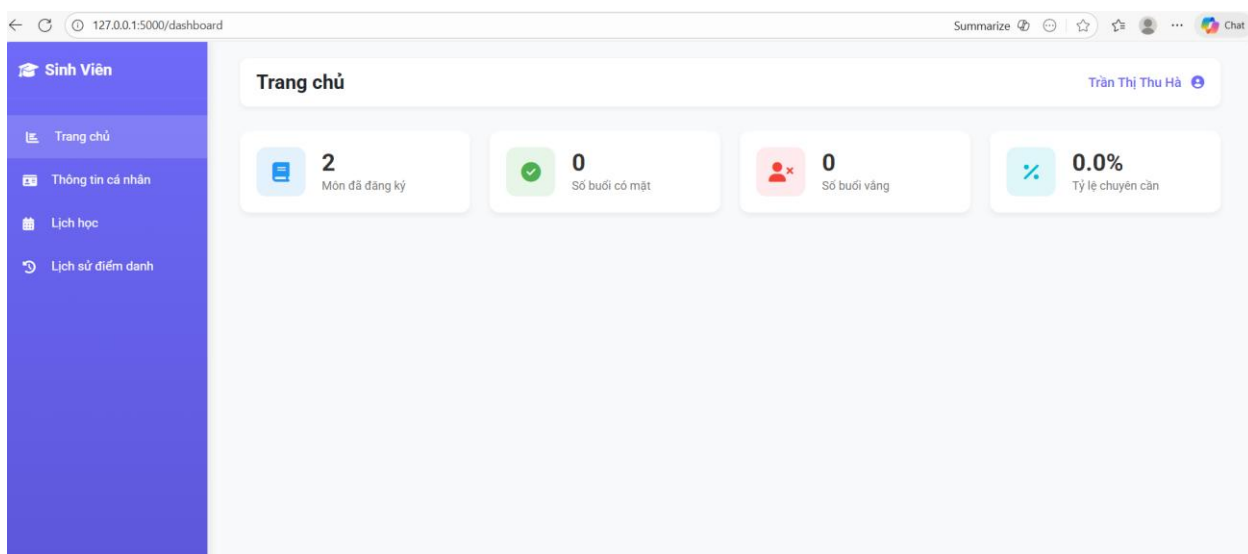 127.0.0.1:5000/dashboard
Summarize
Chat
Sinh Viên
Trang chủ
Thông tin cá nhân
Lịch học
Lịch sử điểm danh
Trang chủ
Trần Thị Thu Hà
2
Môn đã đăng ký
0
Số buổi có mặt
0
Số buổi vắng
0.0%
Tỷ lệ chuyên cần